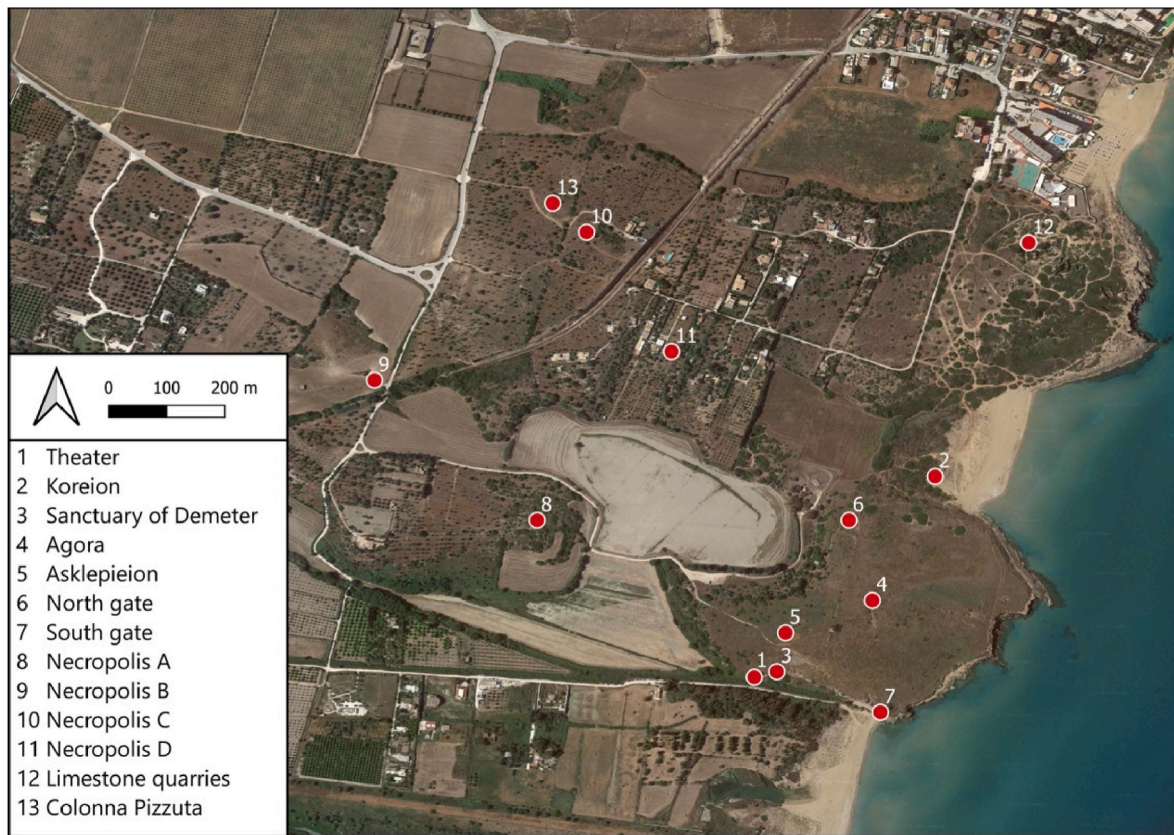 13
10
12
11
9
2
8
6
4
5
1
3
7
0 100 200 m
1 Theater
2 Koreion
3 Sanctuary of Demeter
4 Agora
5 Asklepieion
6 North gate
7 South gate
8 Necropolis A
9 Necropolis B
10 Necropolis C
11 Necropolis D
12 Limestone quarries
13 Colonna Pizzuta